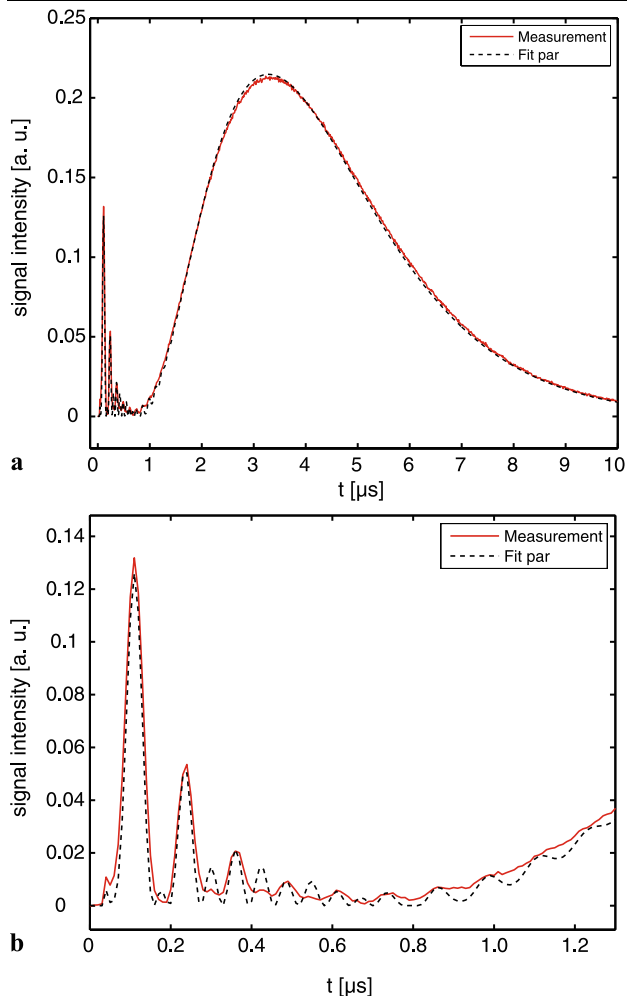 0.25
0.2
0.15
0.1
0.05
0
signal intensity [a. u.]
Measurement
Fit par
0 1 2 3 4 5 6 7 8 9 10
t [µs]
a
0.14
0.12
0.1
0.08
0.06
0.04
0.02
0
signal intensity [a. u.]
Measurement
Fit par
0 0.2 0.4 0.6 0.8 1.0 1.2
t [µs]
b